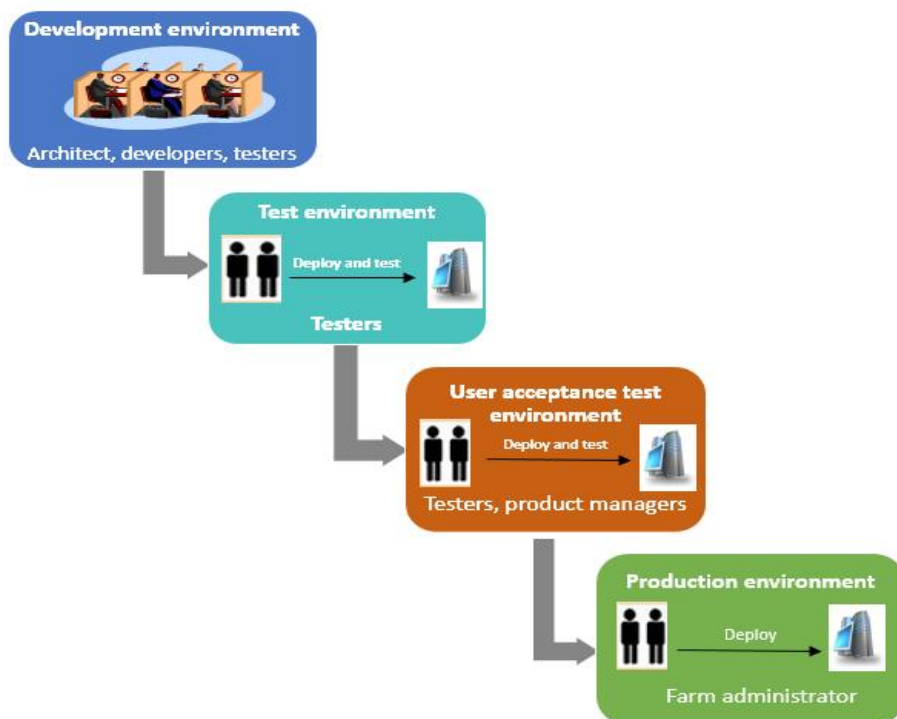 Development environment
Architect, developers, testers
Test environment
Deploy and test
Testers
User acceptance test
environment
Deploy and test
Testers, product managers
Production environment
Deploy
Farm administrator